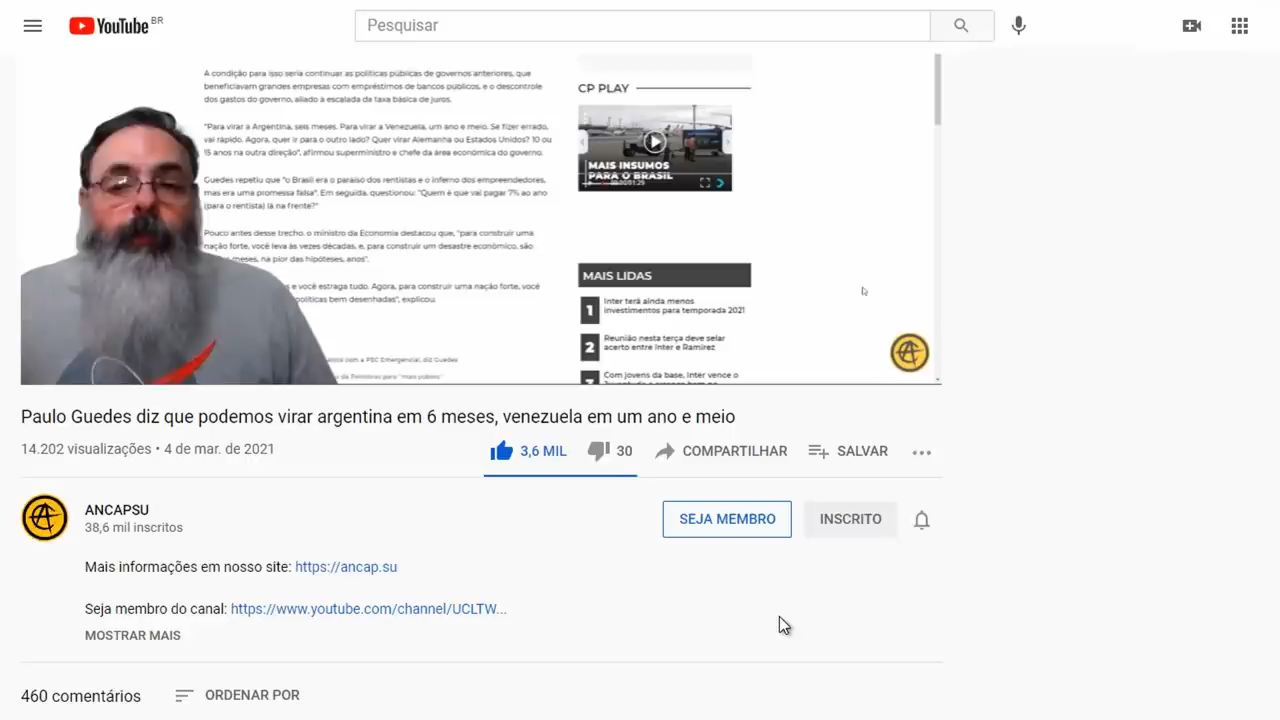 YouTube BR
Pesquisar
A condição para isso seria continuar as políticas públicas de governos anteriores, que
beneficiavam grandes empresas com empréstimos de bancos públicos, e o descontrole
dos gastos do governo, aliado à escalada da taxa básica de juros.
"Para virar a Argentina, seis meses. Para virar a Venezuela, um ano e meio. Se fizer errado,
vai rápido. Agora, quer ir para o outro lado? Quer virar Alemanha ou Estados Unidos? 10 ou
15 anos na outra direção", afirmou superministro e chefe da área econômica do governo.
Guedes repetiu que "o Brasil era o paraíso dos rentistas e o inferno dos empreendedores,
mas era uma promessa falsa". Em seguida, questionou: "Quem é que vai pagar 7% ao ano
(para o rentista) lá na frente?"
Pouco antes desse trecho, o ministro da Economia destacou que, "para construir uma
nação forte, você leva às vezes décadas, e, para construir um desastre econômico, são
meses, na pior das hipóteses, anos".
e você estraga tudo. Agora, para construir uma nação forte, você
políticas bem desenhadas", explicou.
com a PEC Emergencial, diz Guedes
da Petrobras para "mais público"
CP PLAY
MAIS INSUMOS
PARA O BRASIL
MAIS LIDAS
1 Inter terá ainda menos
investimentos para temporada 2021
2 Reunião nesta terça deve selar
acerto entre Inter e Ramírez
Com jovens da base, Inter vence o
Paulo Guedes diz que podemos virar argentina em 6 meses, venezuela em um ano e meio
14.202 visualizações • 4 de mar. de 2021
3,6 MIL 30 COMPARTILHAR SALVAR
ANCAPSU
38,6 mil inscritos
SEJA MEMBRO INSCRITO
Mais informações em nosso site: https://ancap.su
Seja membro do canal: https://www.youtube.com/channel/UCLTW...
MOSTRAR MAIS
460 comentários ORDENAR POR